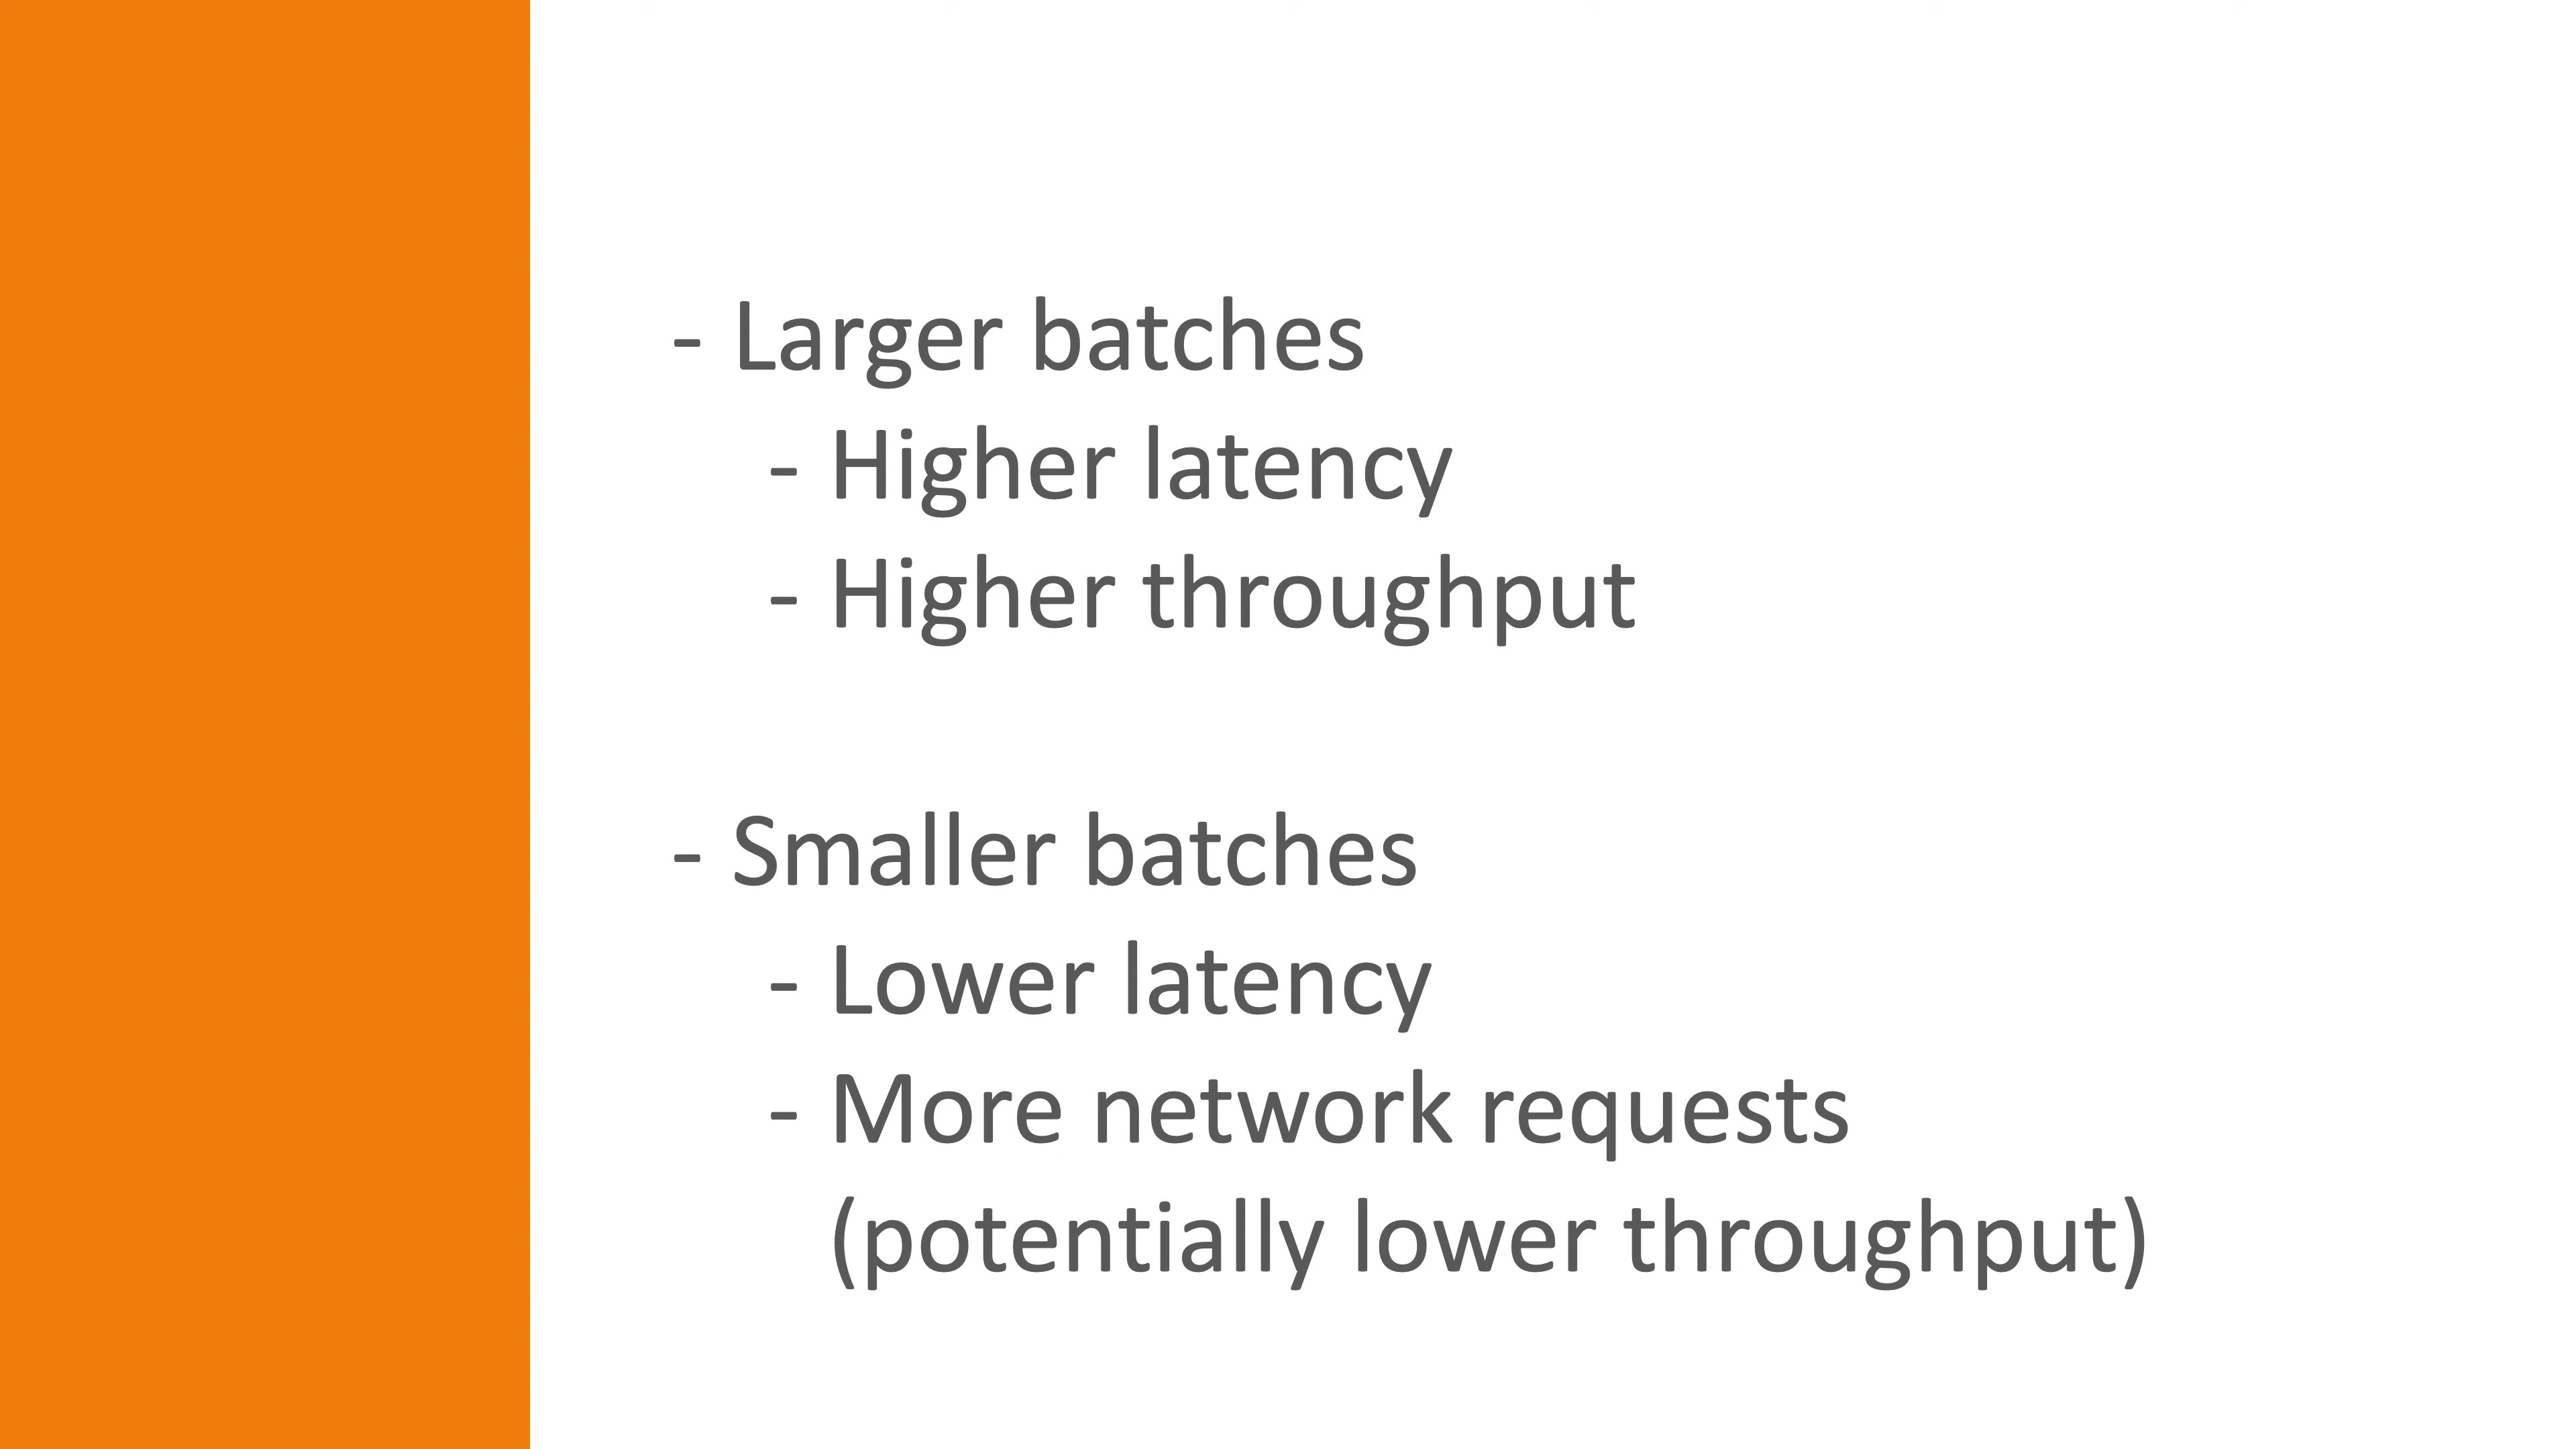 - Larger batches
- Higher latency
- Higher throughput
- Smaller batches
- Lower latency
- More network requests
(potentially lower throughput)